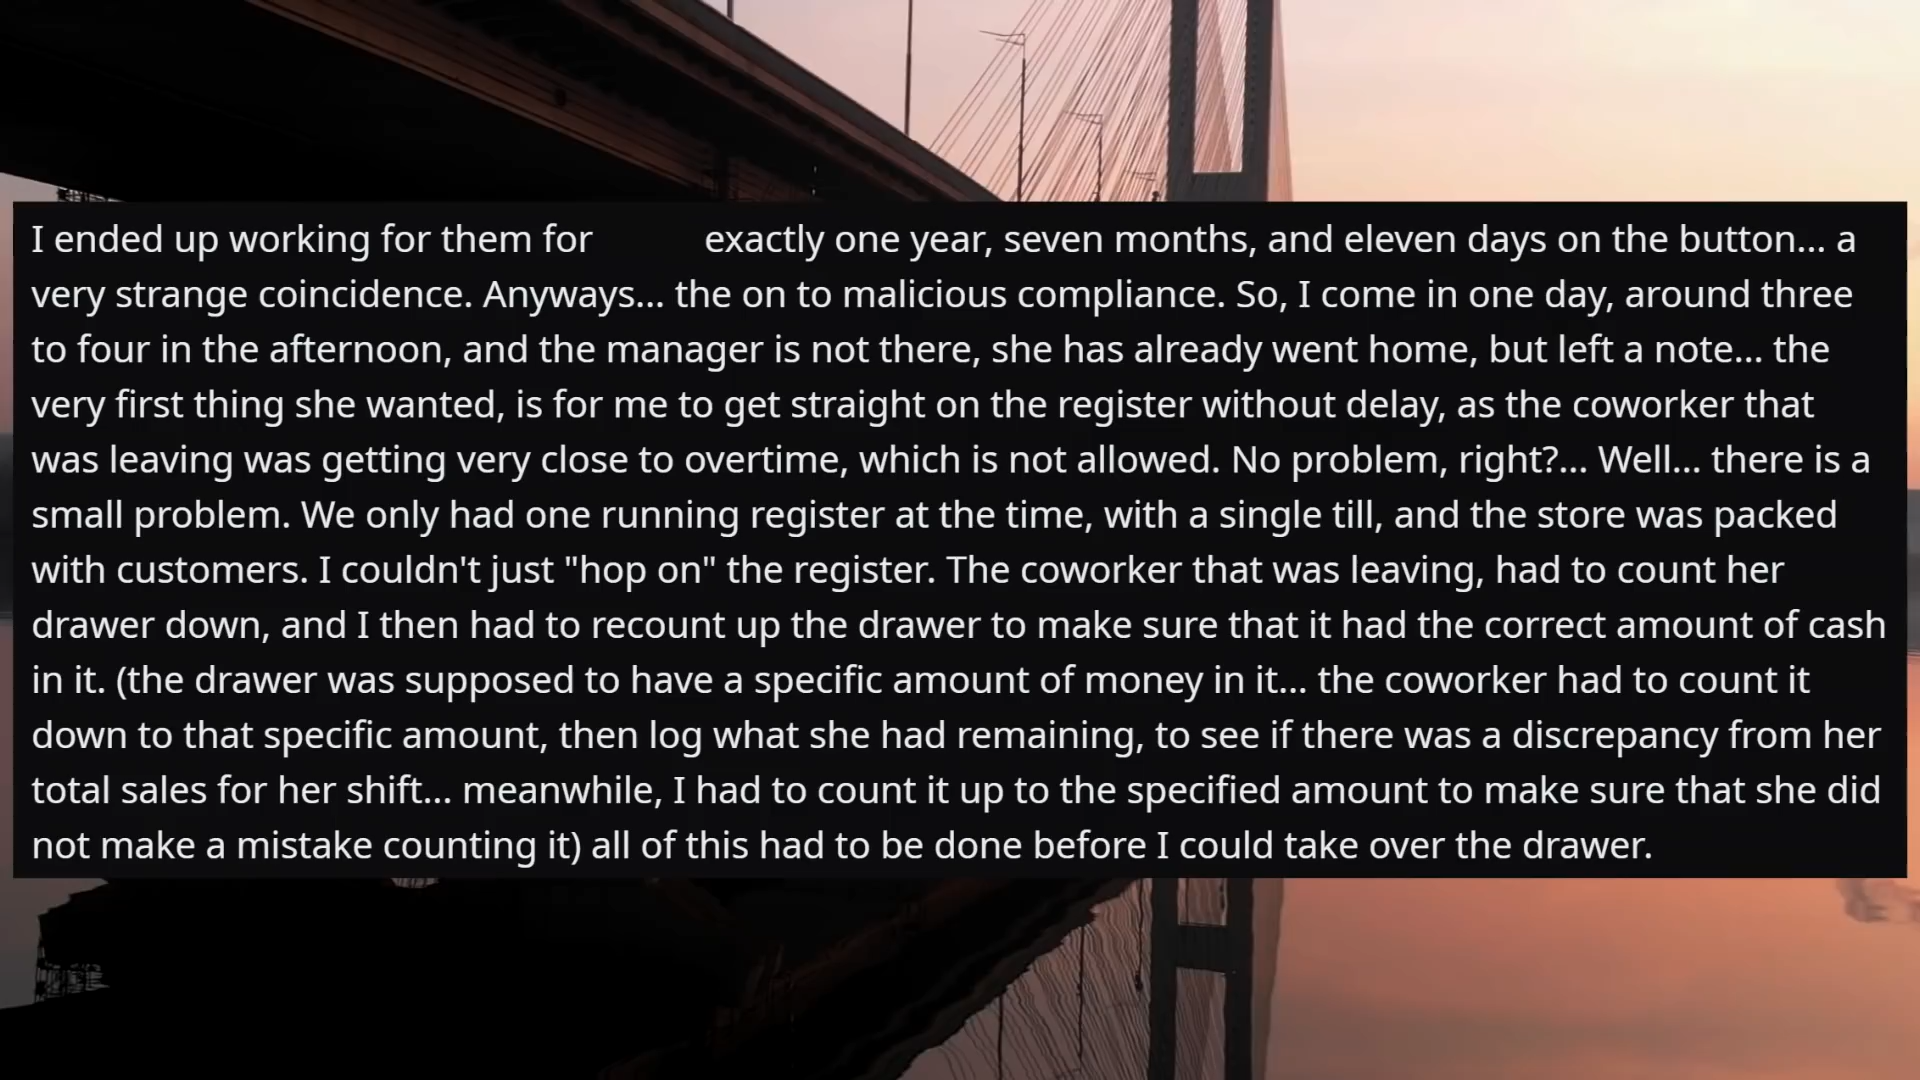 I ended up working for them for exactly one year, seven months, and eleven days on the button... a
very strange coincidence. Anyways... the on to malicious compliance. So, I come in one day, around three
to four in the afternoon, and the manager is not there, she has already went home, but left a note... the
very first thing she wanted, is for me to get straight on the register without delay, as the coworker that
was leaving was getting very close to overtime, which is not allowed. No problem, right?... Well... there is a
small problem. We only had one running register at the time, with a single till, and the store was packed
with customers. I couldn't just "hop on" the register. The coworker that was leaving, had to count her
drawer down, and I then had to recount up the drawer to make sure that it had the correct amount of cash
in it. (the drawer was supposed to have a specific amount of money in it... the coworker had to count it
down to that specific amount, then log what she had remaining, to see if there was a discrepancy from her
total sales for her shift... meanwhile, I had to count it up to the specified amount to make sure that she did
not make a mistake counting it) all of this had to be done before I could take over the drawer.